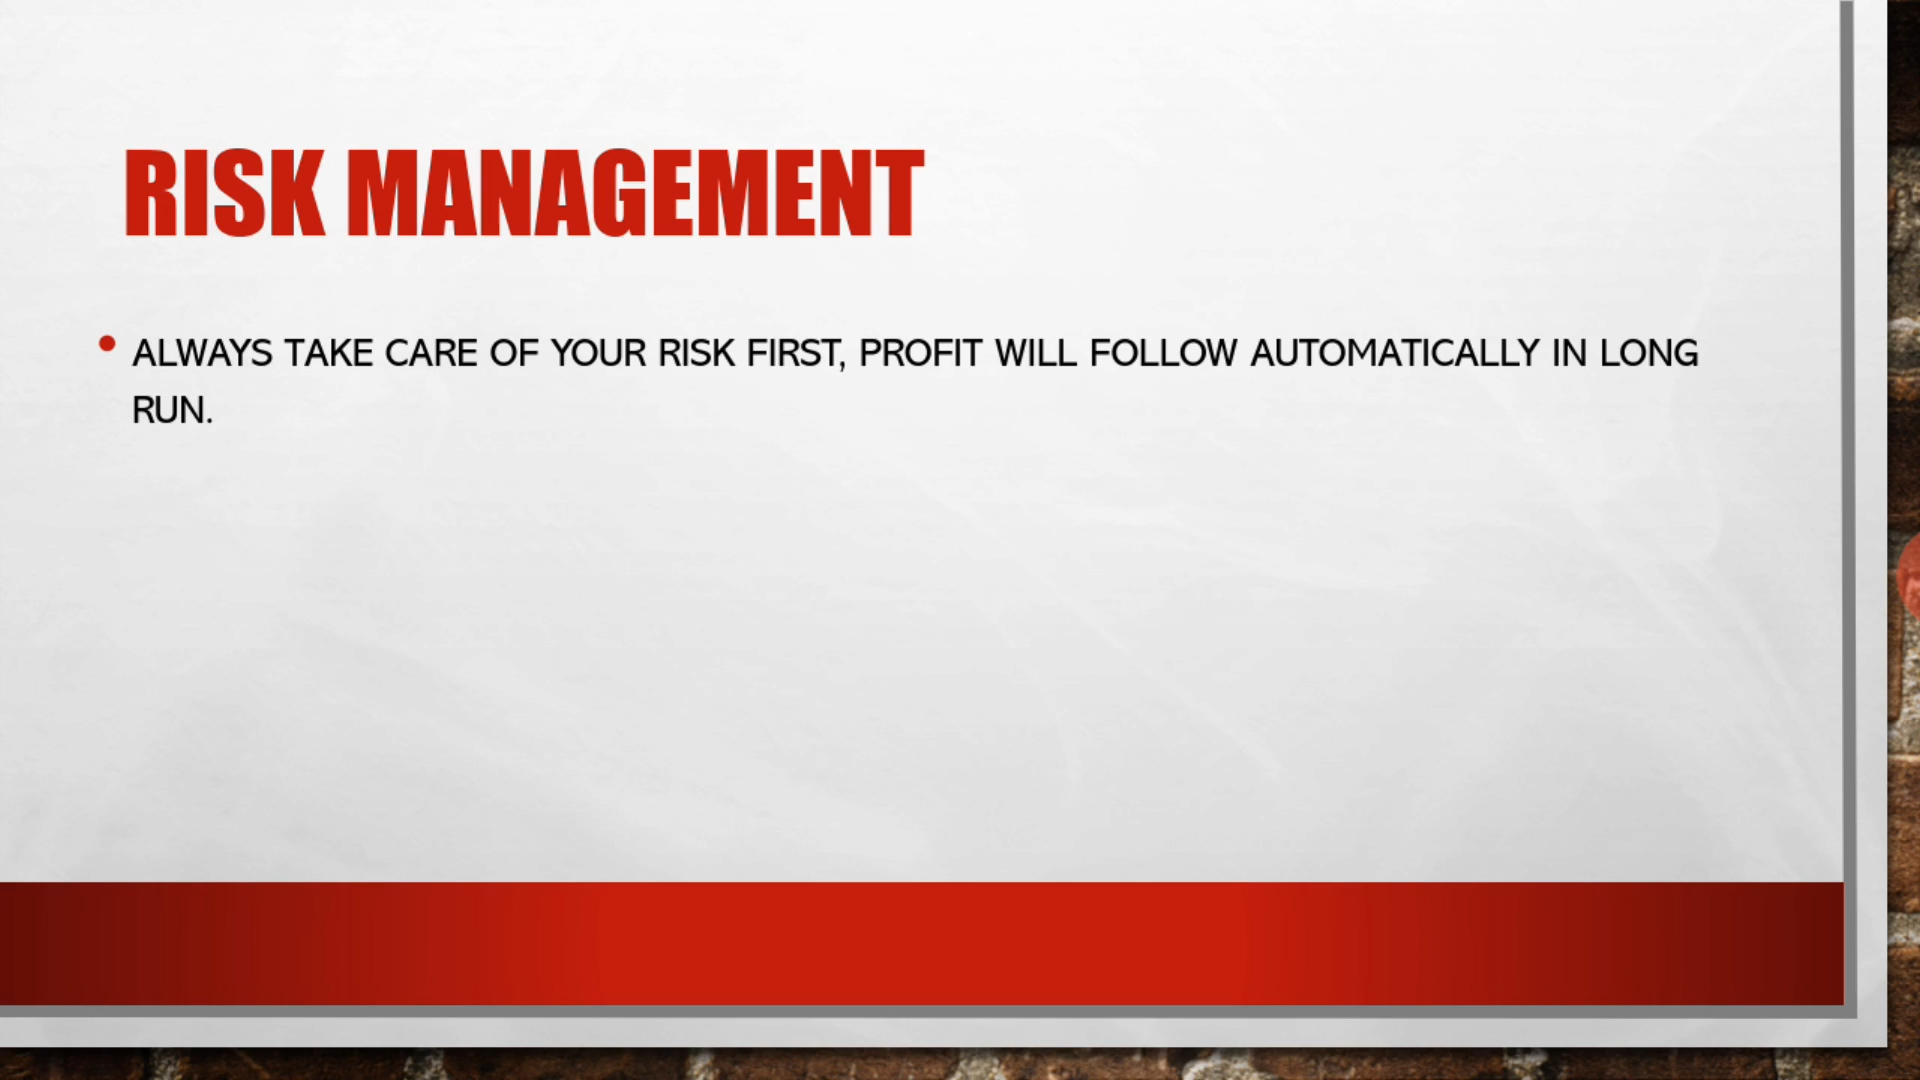 RISK MANAGEMENT
• ALWAYS TAKE CARE OF YOUR RISK FIRST, PROFIT WILL FOLLOW AUTOMATICALLY IN LONG
RUN.